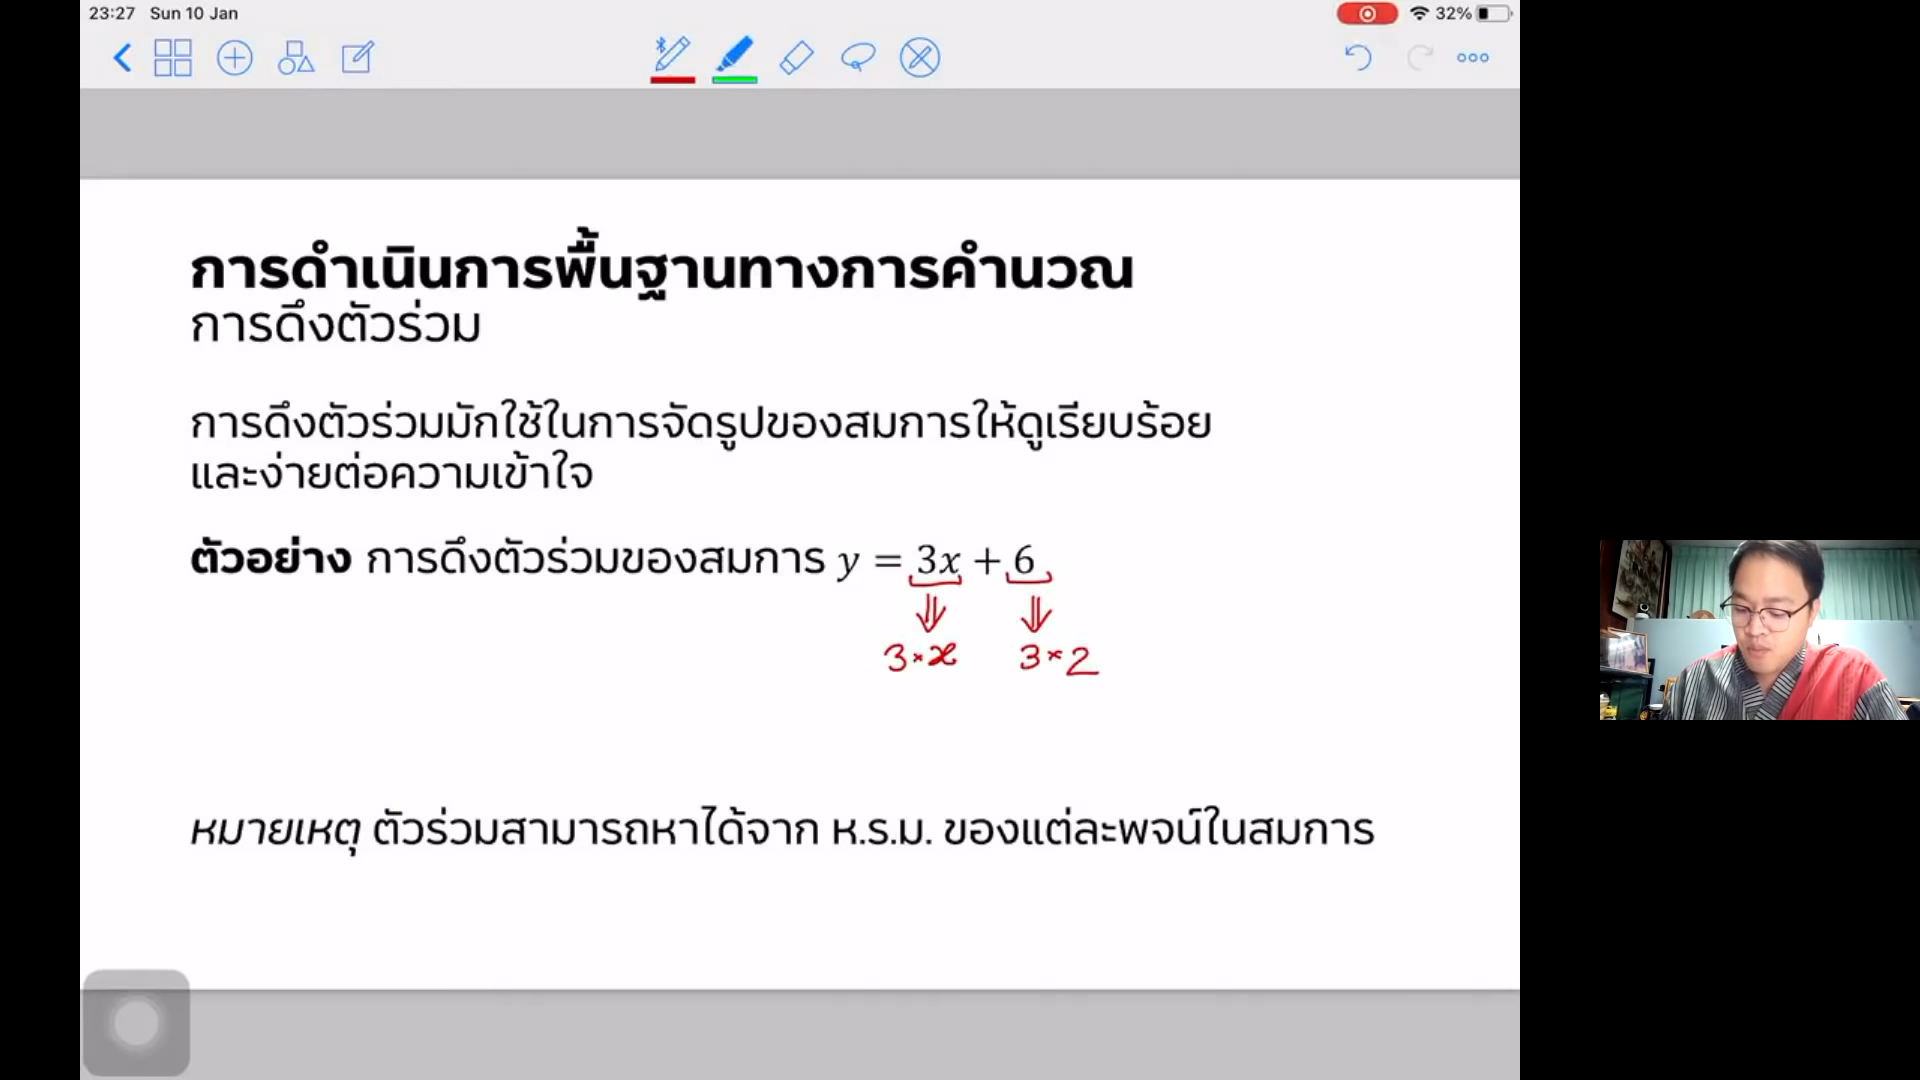 23:27 Sun 10 Jan 32%
การดำเนินการพื้นฐานทางการคำนวณ
การดึงตัวร่วม
การดึงตัวร่วมมักใช้ในการจัดรูปของสมการให้ดูเรียบร้อย
และง่ายต่อความเข้าใจ
ตัวอย่าง การดึงตัวร่วมของสมการ y = 3x + 6
3×x 3×2
หมายเหตุ ตัวร่วมสามารถหาได้จาก ห.ร.ม. ของแต่ละพจน์ในสมการ